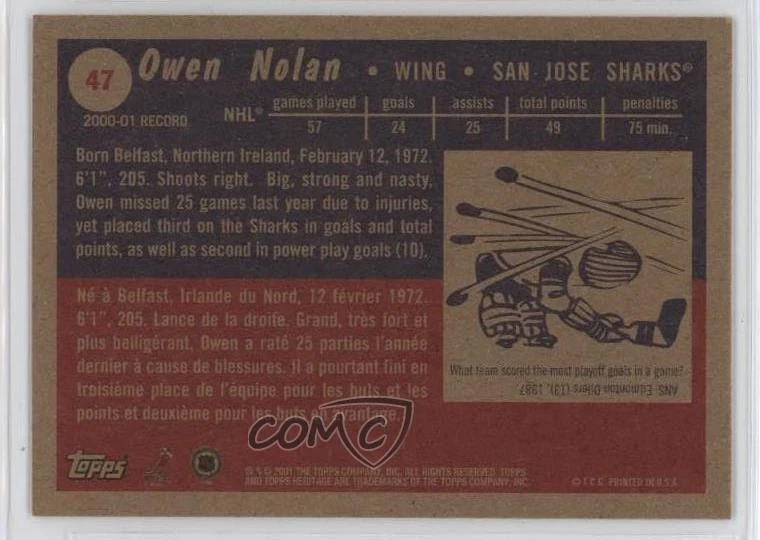 47
Owen Nolan • WING • SAN JOSE SHARKS®
2000-01 RECORD
NHL®
games played goals assists total points penalties
57 24 25 49 75 min.
Born Belfast, Northern Ireland, February 12, 1972.
6'1", 205. Shoots right. Big, strong and nasty,
Owen missed 25 games last year due to injuries,
yet placed third on the Sharks in goals and total
points, as well as second in power play goals (10).
Né à Belfast, Irlande du Nord, 12 février 1972.
6'1", 205. Lance de la droite. Grand, très fort et
plus belligérant, Owen a raté 25 parties l'année
dernier à cause de blessures. Il a pourtant fini en
troisième place de l'équipe pour les buts et les
points et deuxième pour les buts en avantage.
What team scored the most playoff goals in a game?
ANS- Edmonton Oilers (13), 1987
COMC
TOPPS
® & © 2001 THE TOPPS COMPANY, INC. ALL RIGHTS RESERVED. TOPPS
AND TOPPS HERITAGE ARE TRADEMARKS OF THE TOPPS COMPANY, INC.
© T.C.C. PRINTED IN U.S.A.